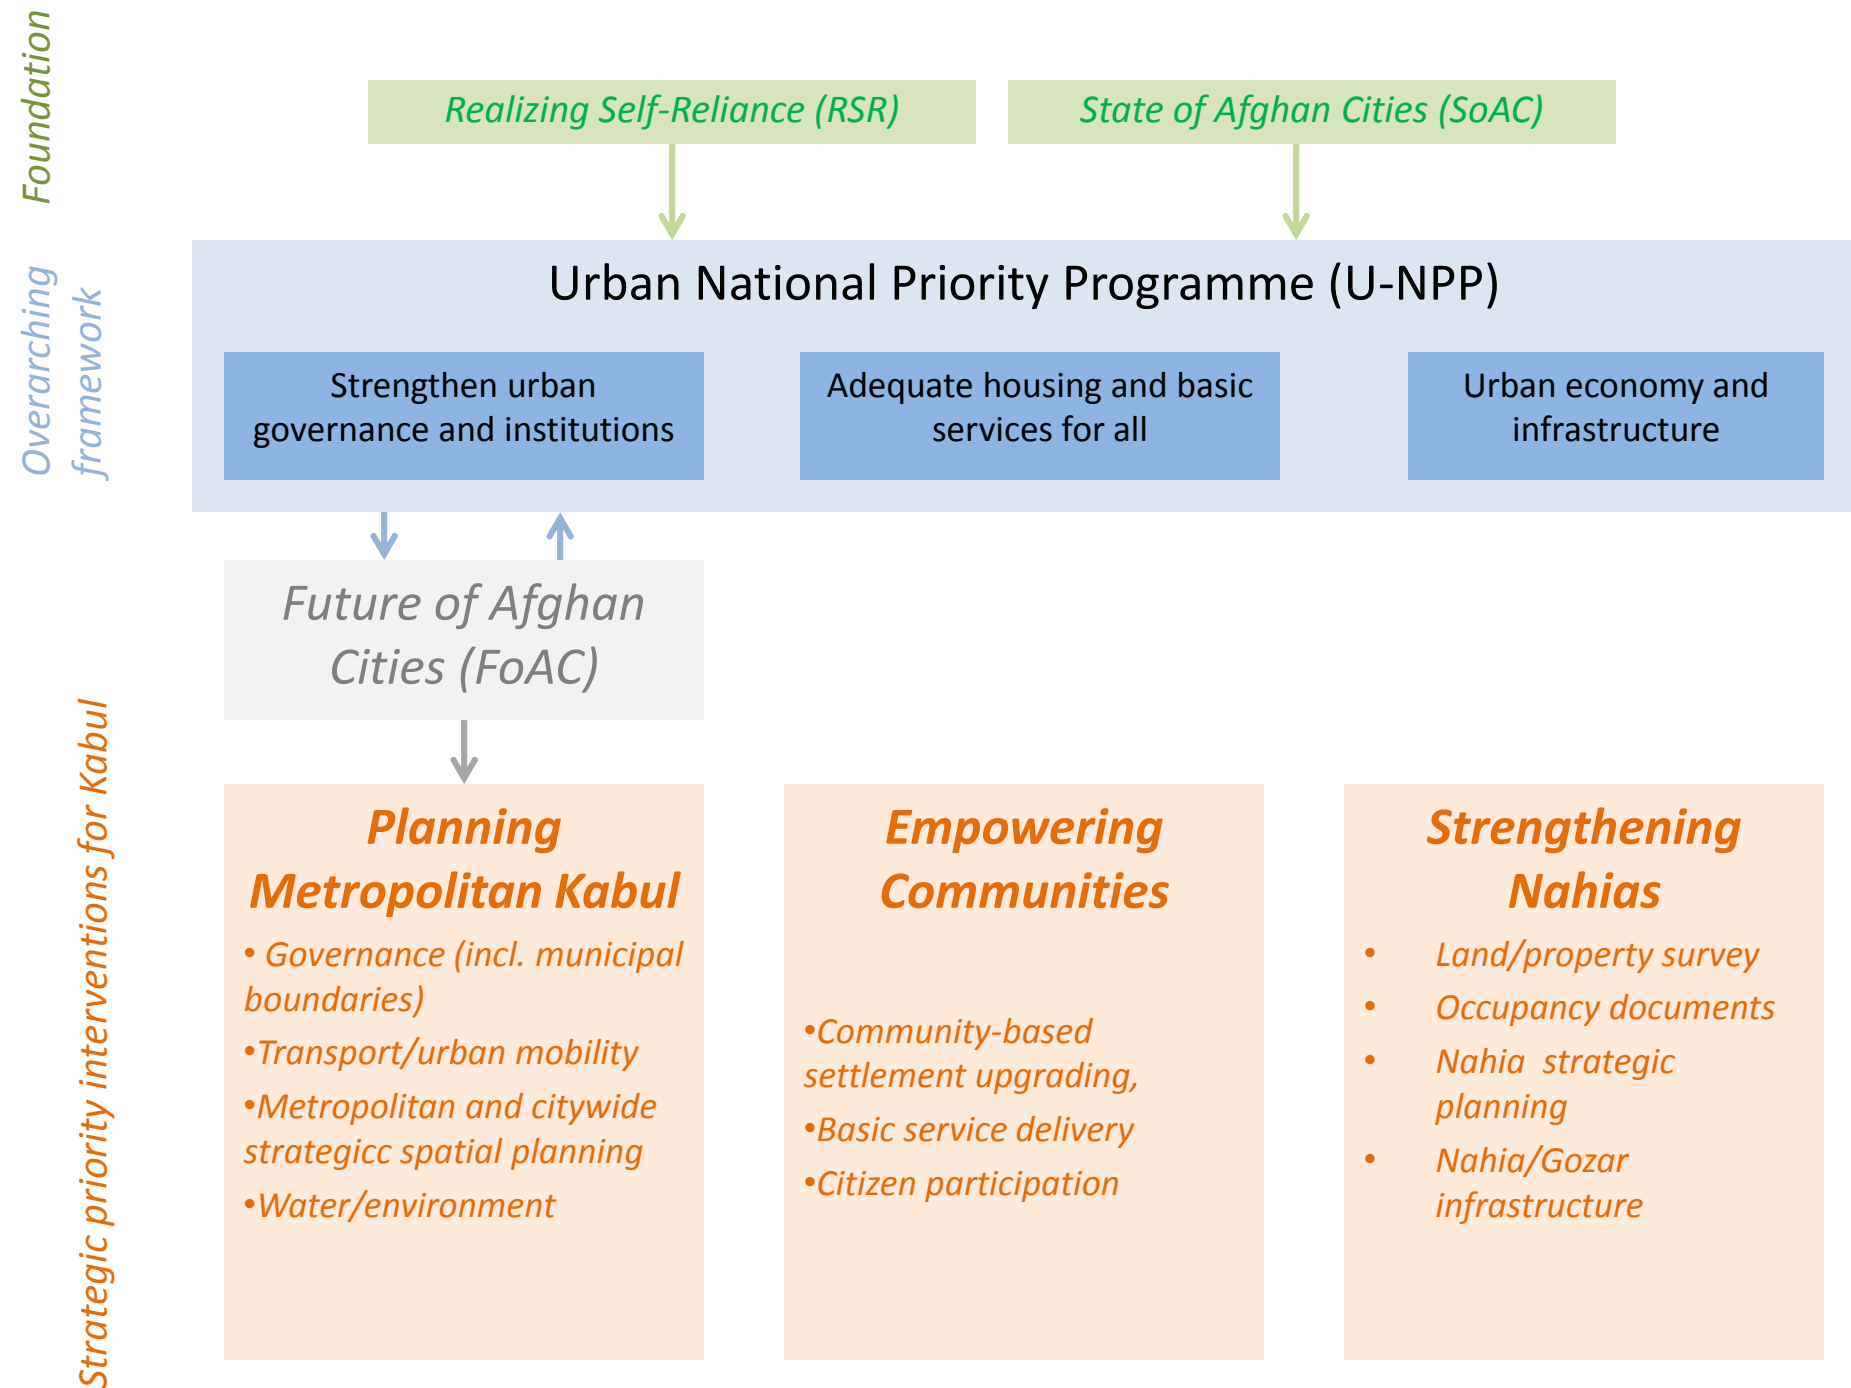 Foundation
Realizing Self-Reliance (RSR)
State of Afghan Cities (SoAC)
Overarching
framework
Urban National Priority Programme (U-NPP)
Strengthen urban
governance and institutions
Adequate housing and basic
services for all
Urban economy and
infrastructure
Future of Afghan
Cities (FoAC)
Strategic priority interventions for Kabul
Planning
Metropolitan Kabul
• Governance (incl. municipal
boundaries)
•Transport/urban mobility
•Metropolitan and citywide
strategicc spatial planning
•Water/environment
Empowering
Communities
•Community-based
settlement upgrading,
•Basic service delivery
•Citizen participation
Strengthening
Nahias
• Land/property survey
• Occupancy documents
• Nahia strategic
planning
• Nahia/Gozar
infrastructure